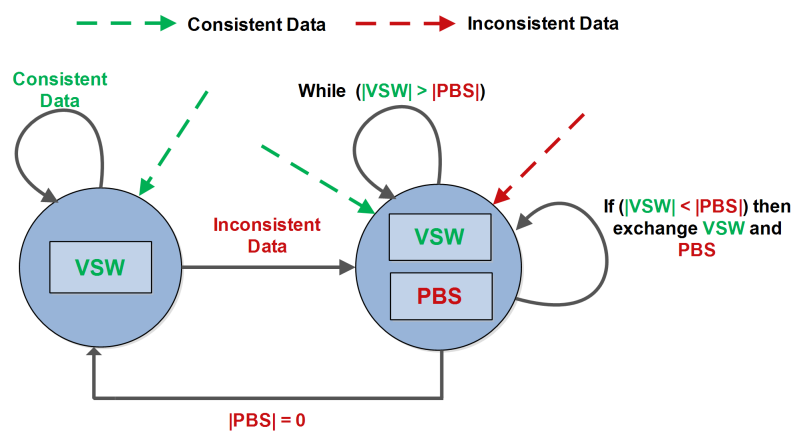 Consistent Data
Inconsistent Data
Consistent
Data
While (|VSW| > |PBS|)
If (|VSW| < |PBS|) then
exchange VSW and
PBS
Inconsistent
Data
VSW
VSW
PBS
|PBS| = 0